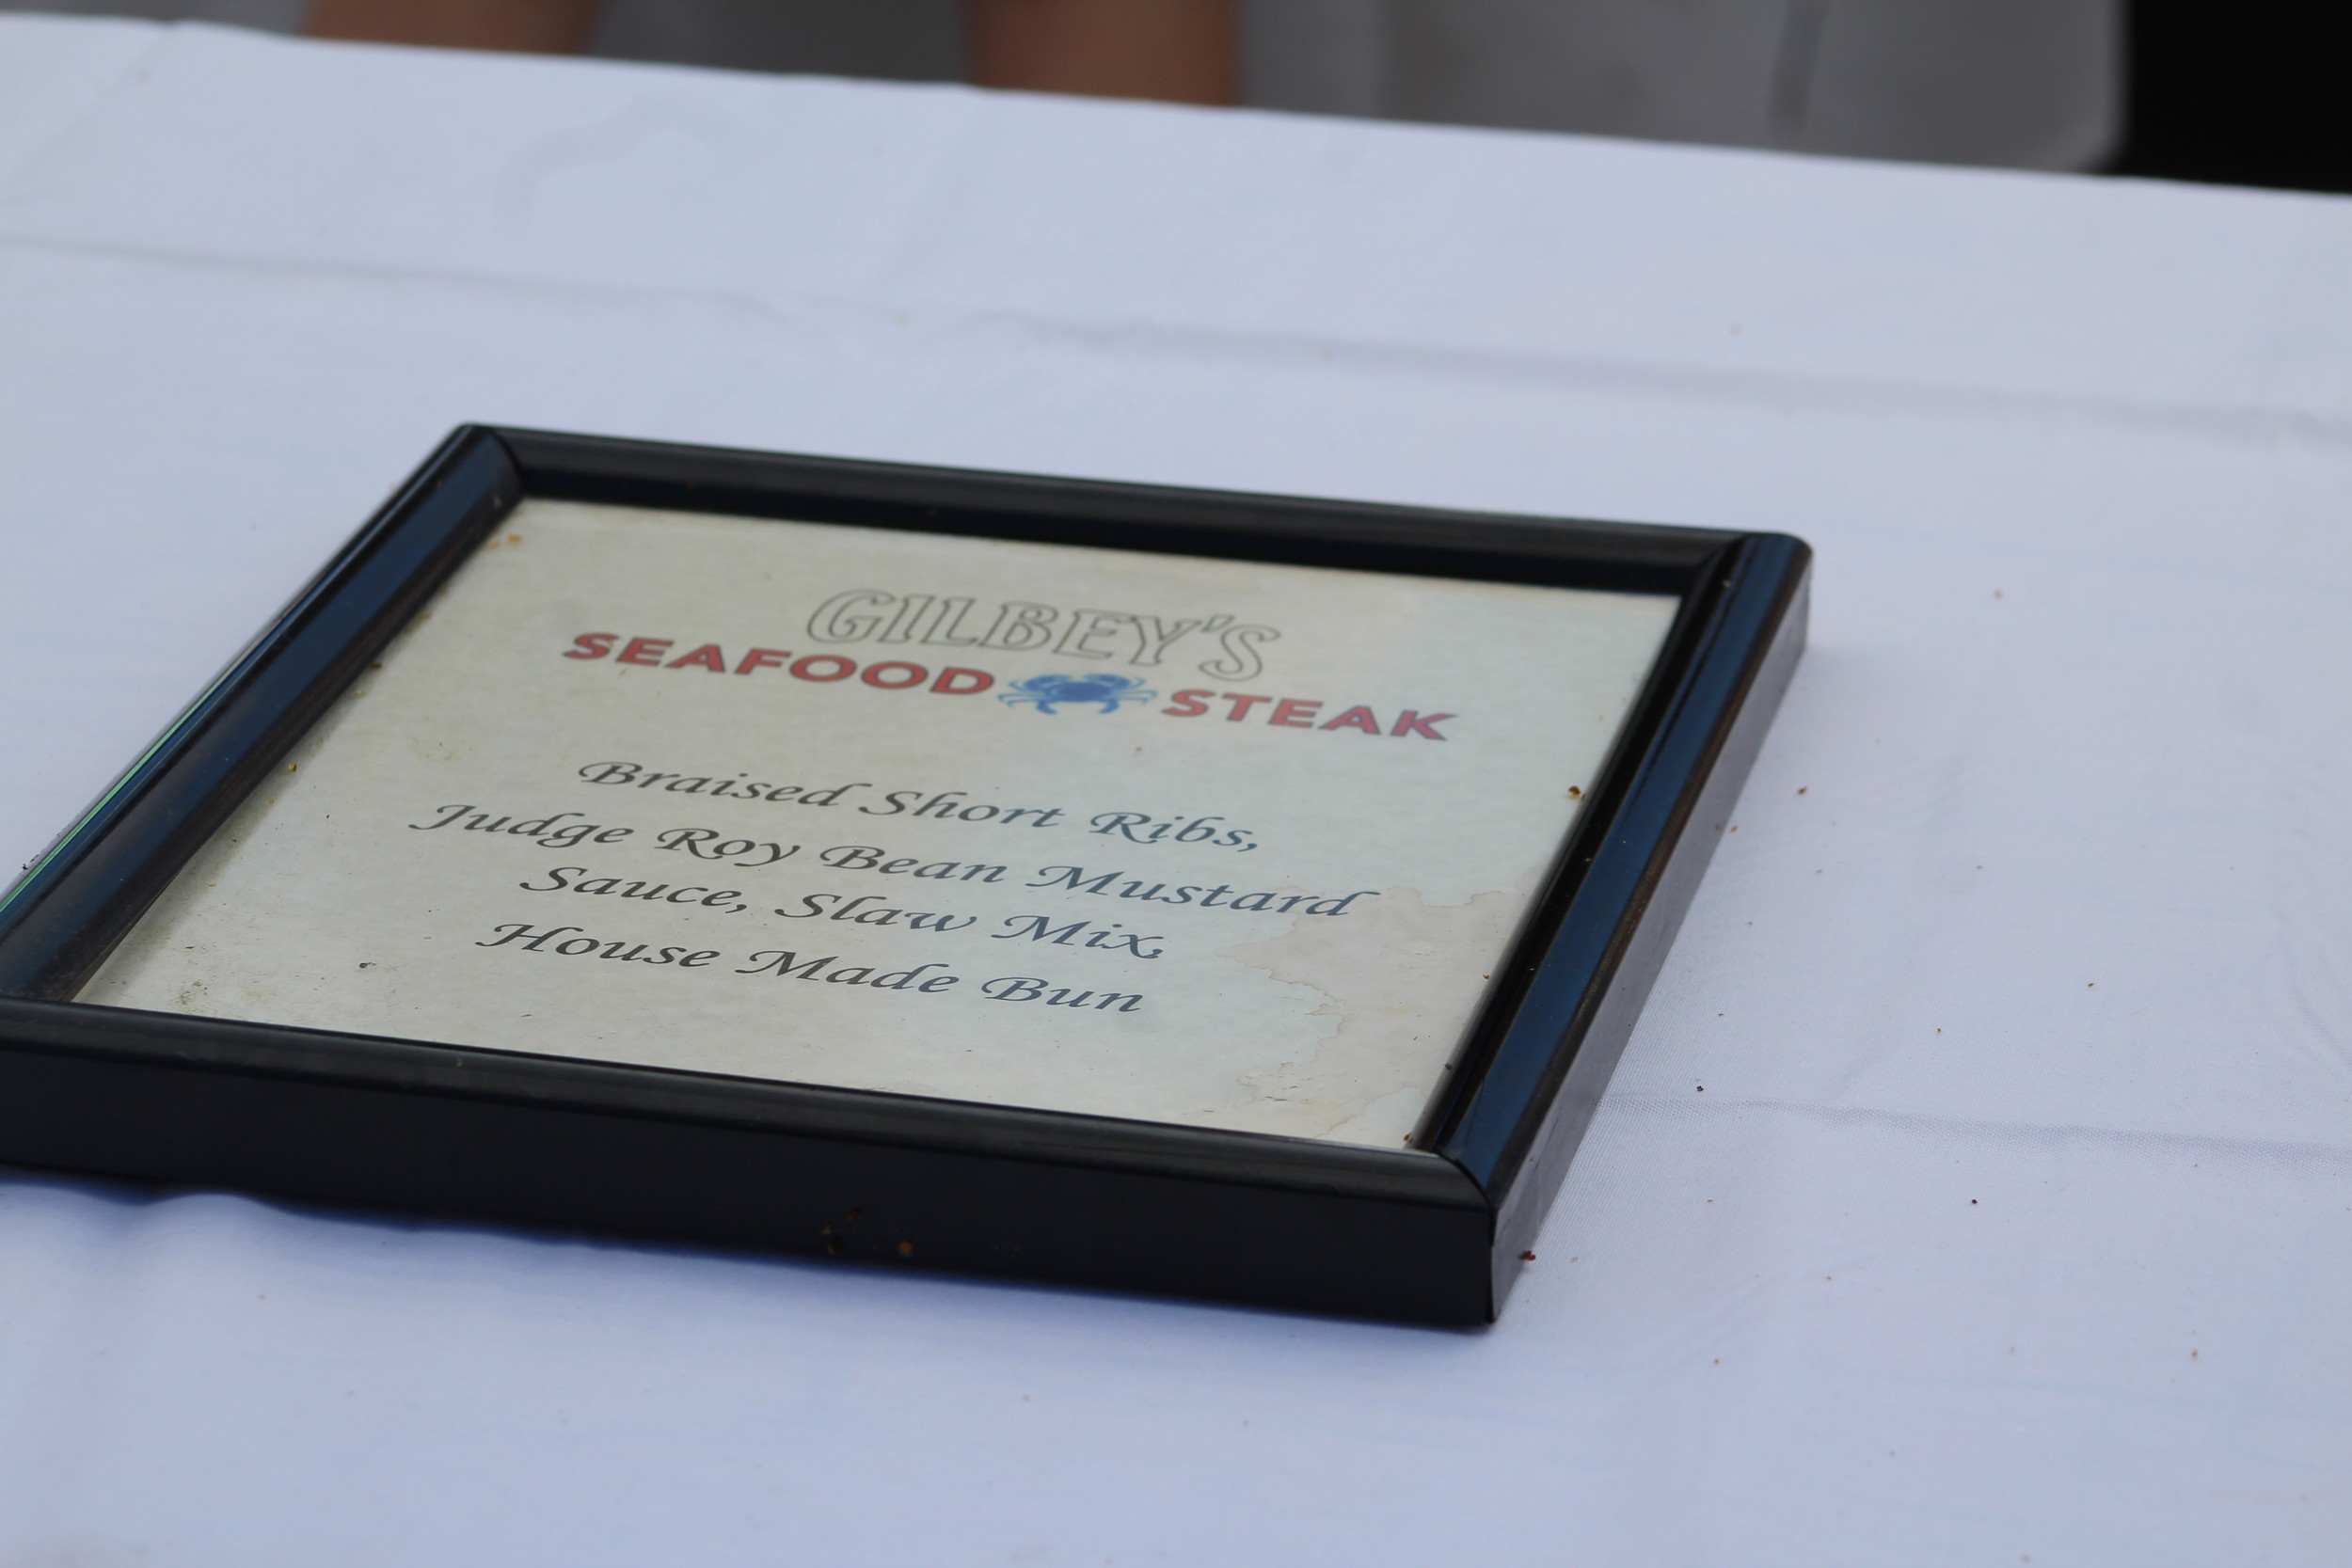 GILBEY'S
SEAFOOD STEAK
Braised Short Ribs,
Judge Roy Bean Mustard
Sauce, Slaw Mix,
House Made Bun